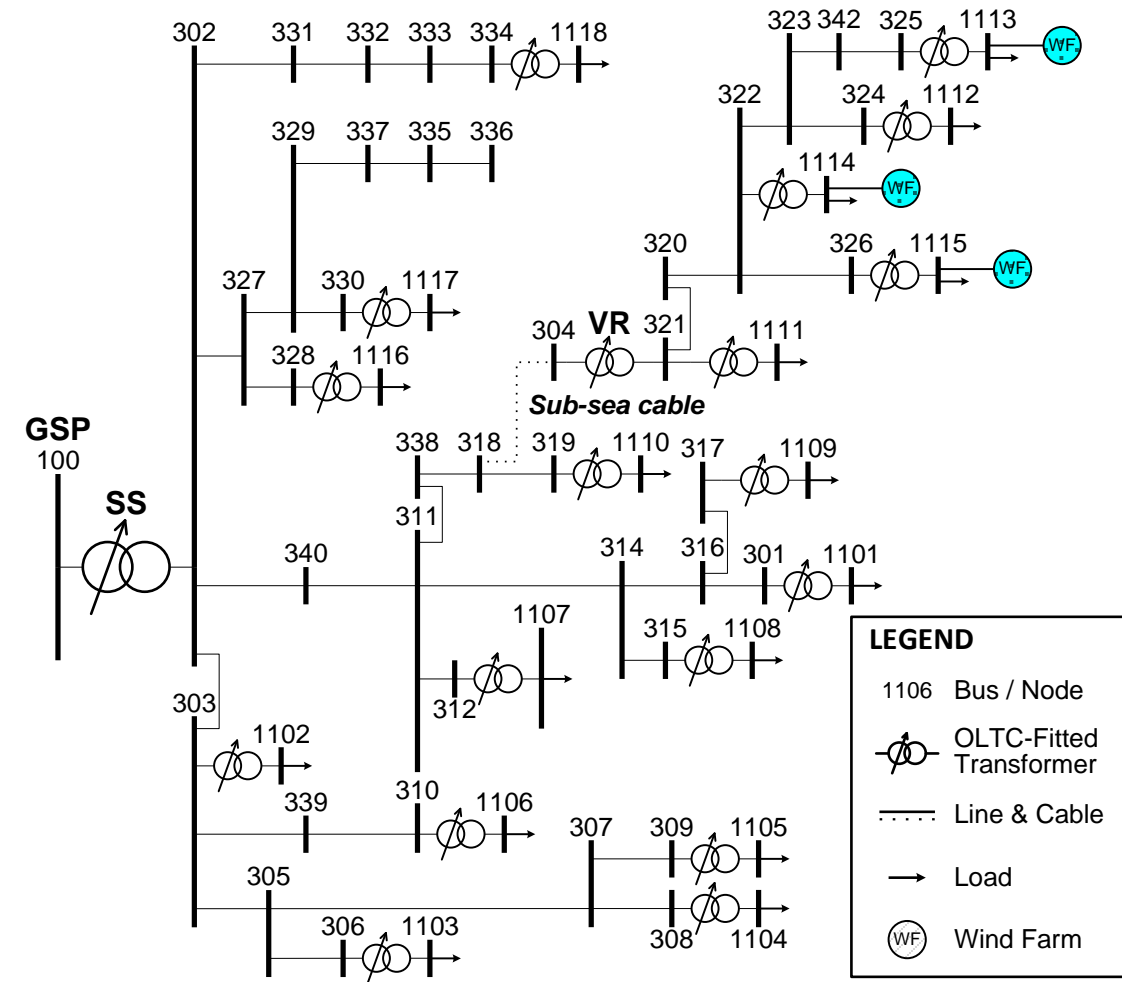 302 331 332 333 334 1118
323 342 325 1113
WF
322 324 1112
329 337 335 336
1114
WF
320 326 1115
WF
327 330 1117
304 VR 321 1111
328 1116
Sub-sea cable
GSP
100
338 318 319 1110 317 1109
SS
311
340 314 316 301 1101
1107
315 1108
312
303
1102
339 310 1106
307 309 1105
305
306 1103
308 1104
LEGEND
1106 Bus / Node
OLTC-Fitted
Transformer
Line & Cable
Load
WF Wind Farm